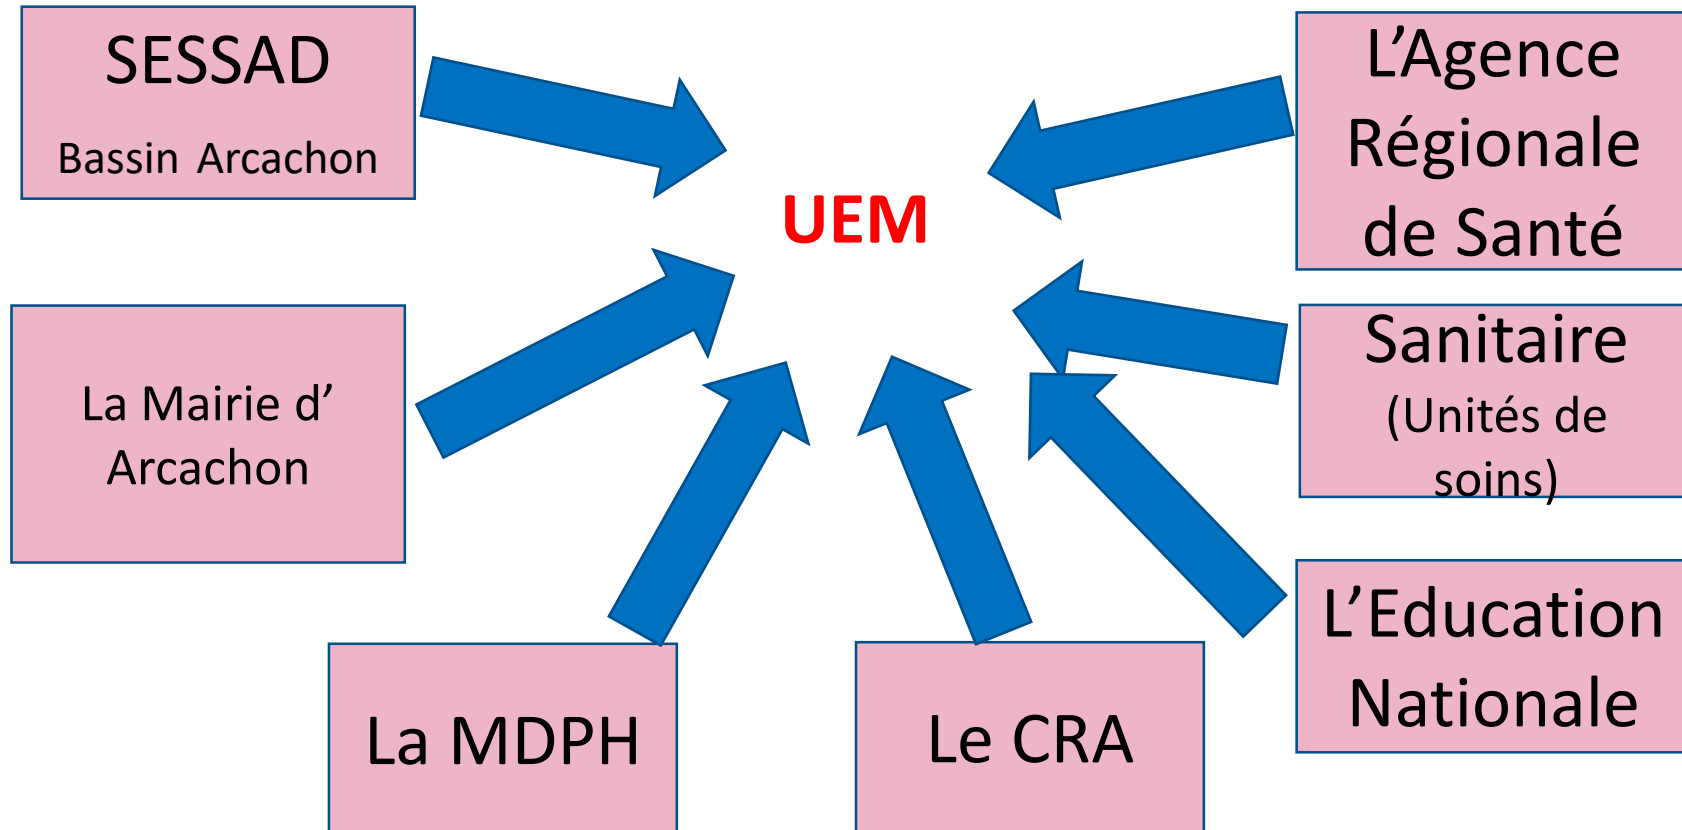 SESSAD
Bassin Arcachon
L’Agence
Régionale
de Santé
UEM
La Mairie d’
Arcachon
Sanitaire
(Unités de
soins)
La MDPH
Le CRA
L’Education
Nationale